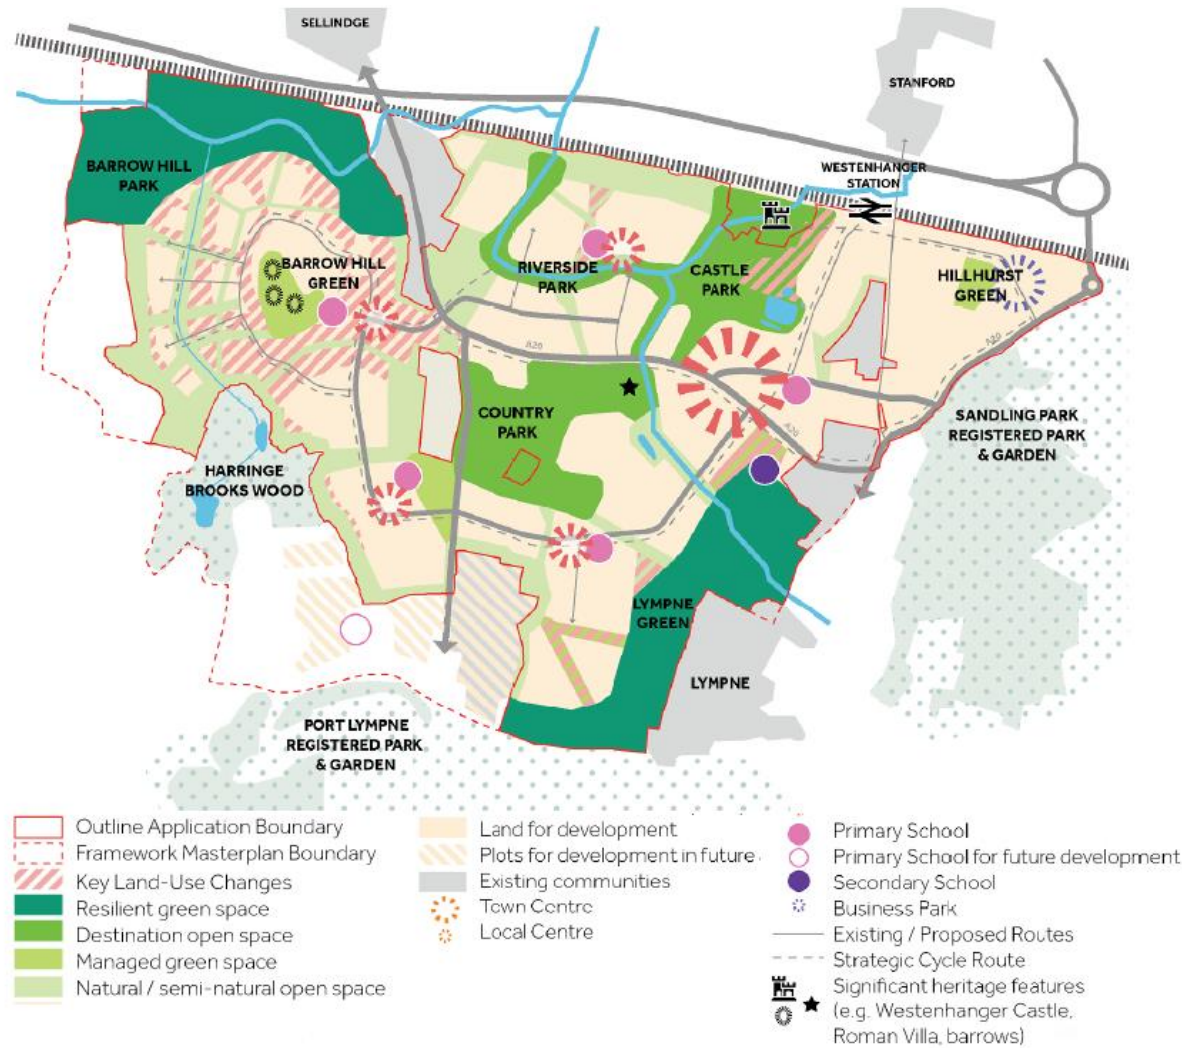 SELLINDGE
STANFORD
BARROW HILL
PARK
WESTENHANGER
STATION
BARROW HILL
GREEN
RIVERSIDE
PARK
CASTLE
PARK
HILLHURST
GREEN
A20
A20
COUNTRY
PARK
A20
SANDLING PARK
REGISTERED PARK
& GARDEN
HARRINGE
BROOKS WOOD
LYMPNE
GREEN
LYMPNE
PORT LYMPNE
REGISTERED PARK
& GARDEN
Outline Application Boundary
Framework Masterplan Boundary
Key Land-Use Changes
Resilient green space
Destination open space
Managed green space
Natural / semi-natural open space
Land for development
Plots for development in future
Existing communities
Town Centre
Local Centre
Primary School
Primary School for future development
Secondary School
Business Park
Existing / Proposed Routes
Strategic Cycle Route
Significant heritage features
(e.g. Westenhanger Castle,
Roman Villa, barrows)